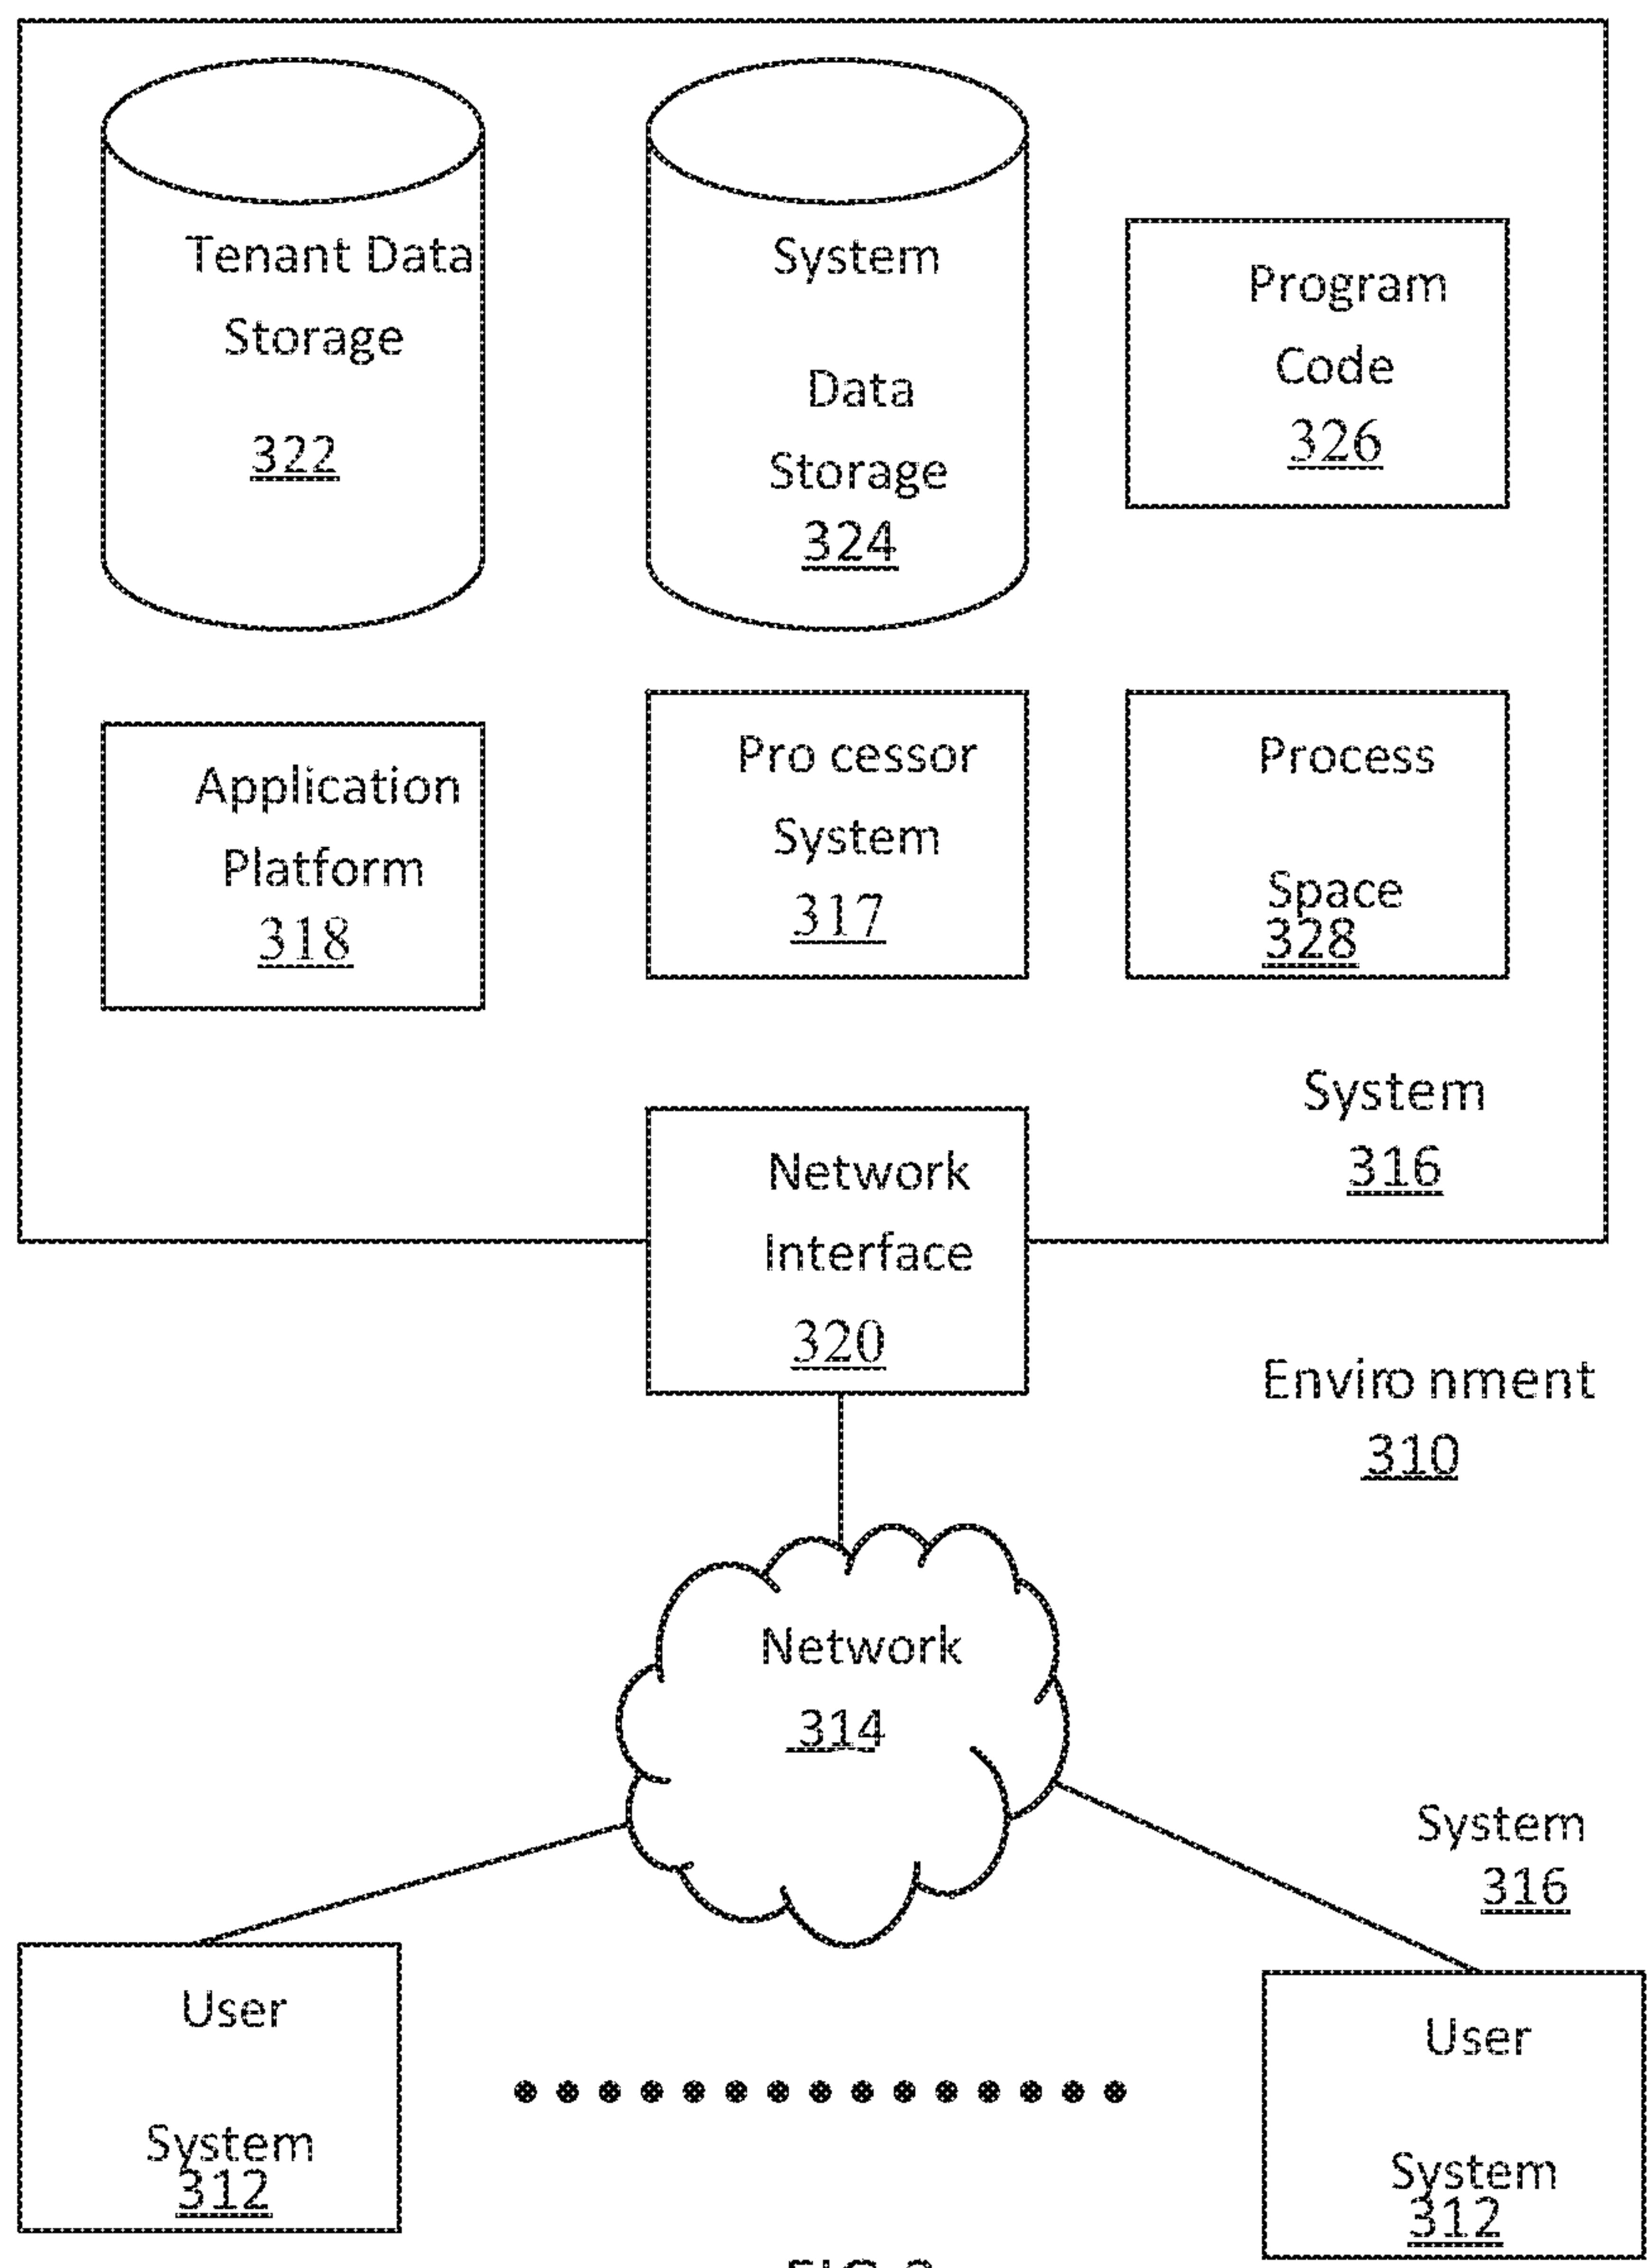 Tenant Data
Storage
322
System
Data
Storage
324
Program
Code
326
Application
Platform
318
Pro cessor
System
317
Process
Space
328
System
316
Network
Interface
320
Enviro nment
310
Network
314
System
316
User
System
312
User
System
312